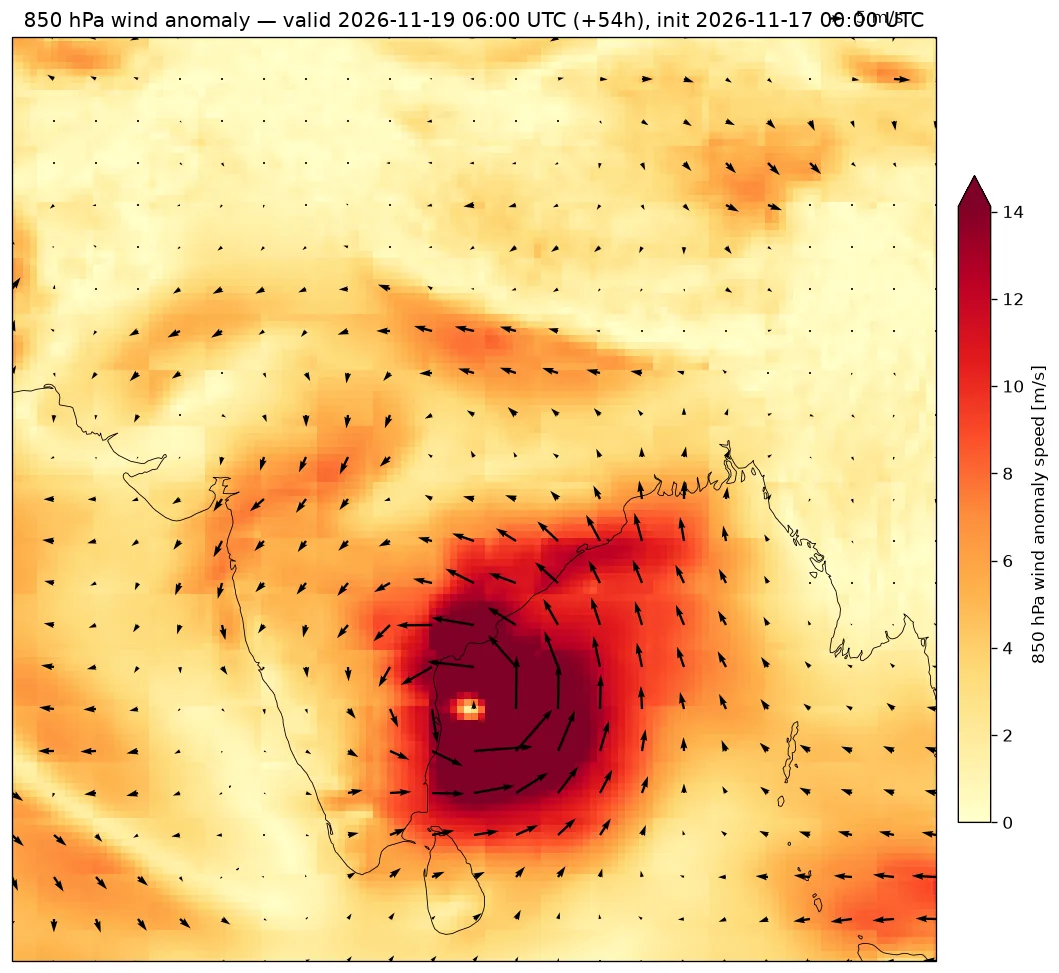 850 hPa wind anomaly — valid 2026-11-19 06:00 UTC (+54h), init 2026-11-17 00:00 UTC
5 m/s
14
12
10
8
6
4
2
0
850 hPa wind anomaly speed [m/s]